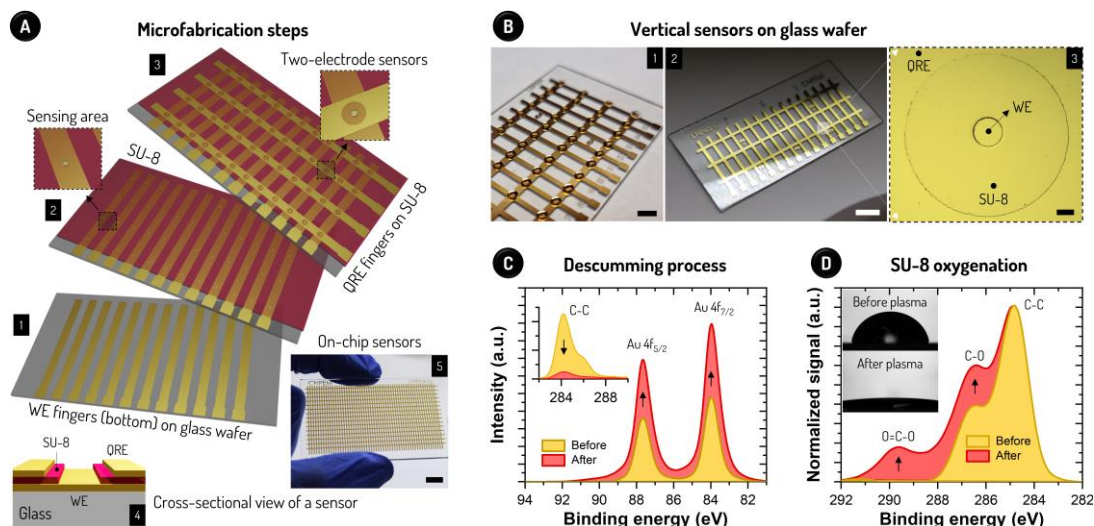 A
Microfabrication steps
3
Two-electrode sensors
Sensing area
SU-8
2
QRE fingers on SU-8
1
WE fingers (bottom) on glass wafer
On-chip sensors
5
SU-8
QRE
WE
Glass
4
Cross-sectional view of a sensor
B
Vertical sensors on glass wafer
1
2
3
QRE
WE
SU-8
C
Descumming process
Intensity (a.u.)
C-C
284 288
Au 4f5/2
Au 4f7/2
Before
After
94 92 90 88 86 84 82
Binding energy (eV)
D
SU-8 oxygenation
Normalized signal (a.u.)
Before plasma
After plasma
C-C
C-O
O=C-O
Before
After
292 290 288 286 284 282
Binding energy (eV)